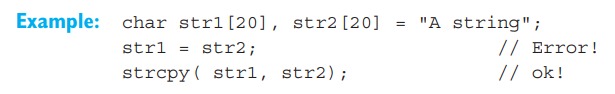 Example: char str1[20], str2[20] = "A string";
str1 = str2; // Error!
strcpy( str1, str2); // ok!